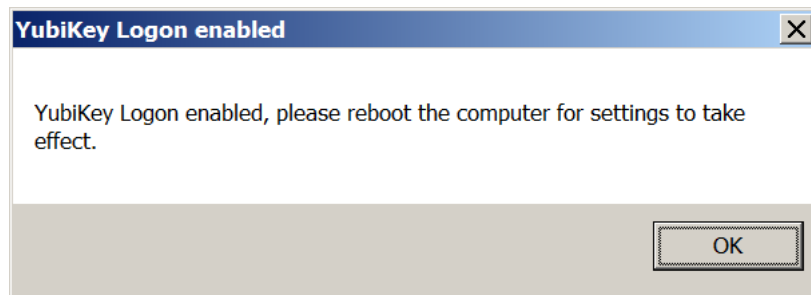 YubiKey Logon enabled
YubiKey Logon enabled, please reboot the computer for settings to take
effect.
OK